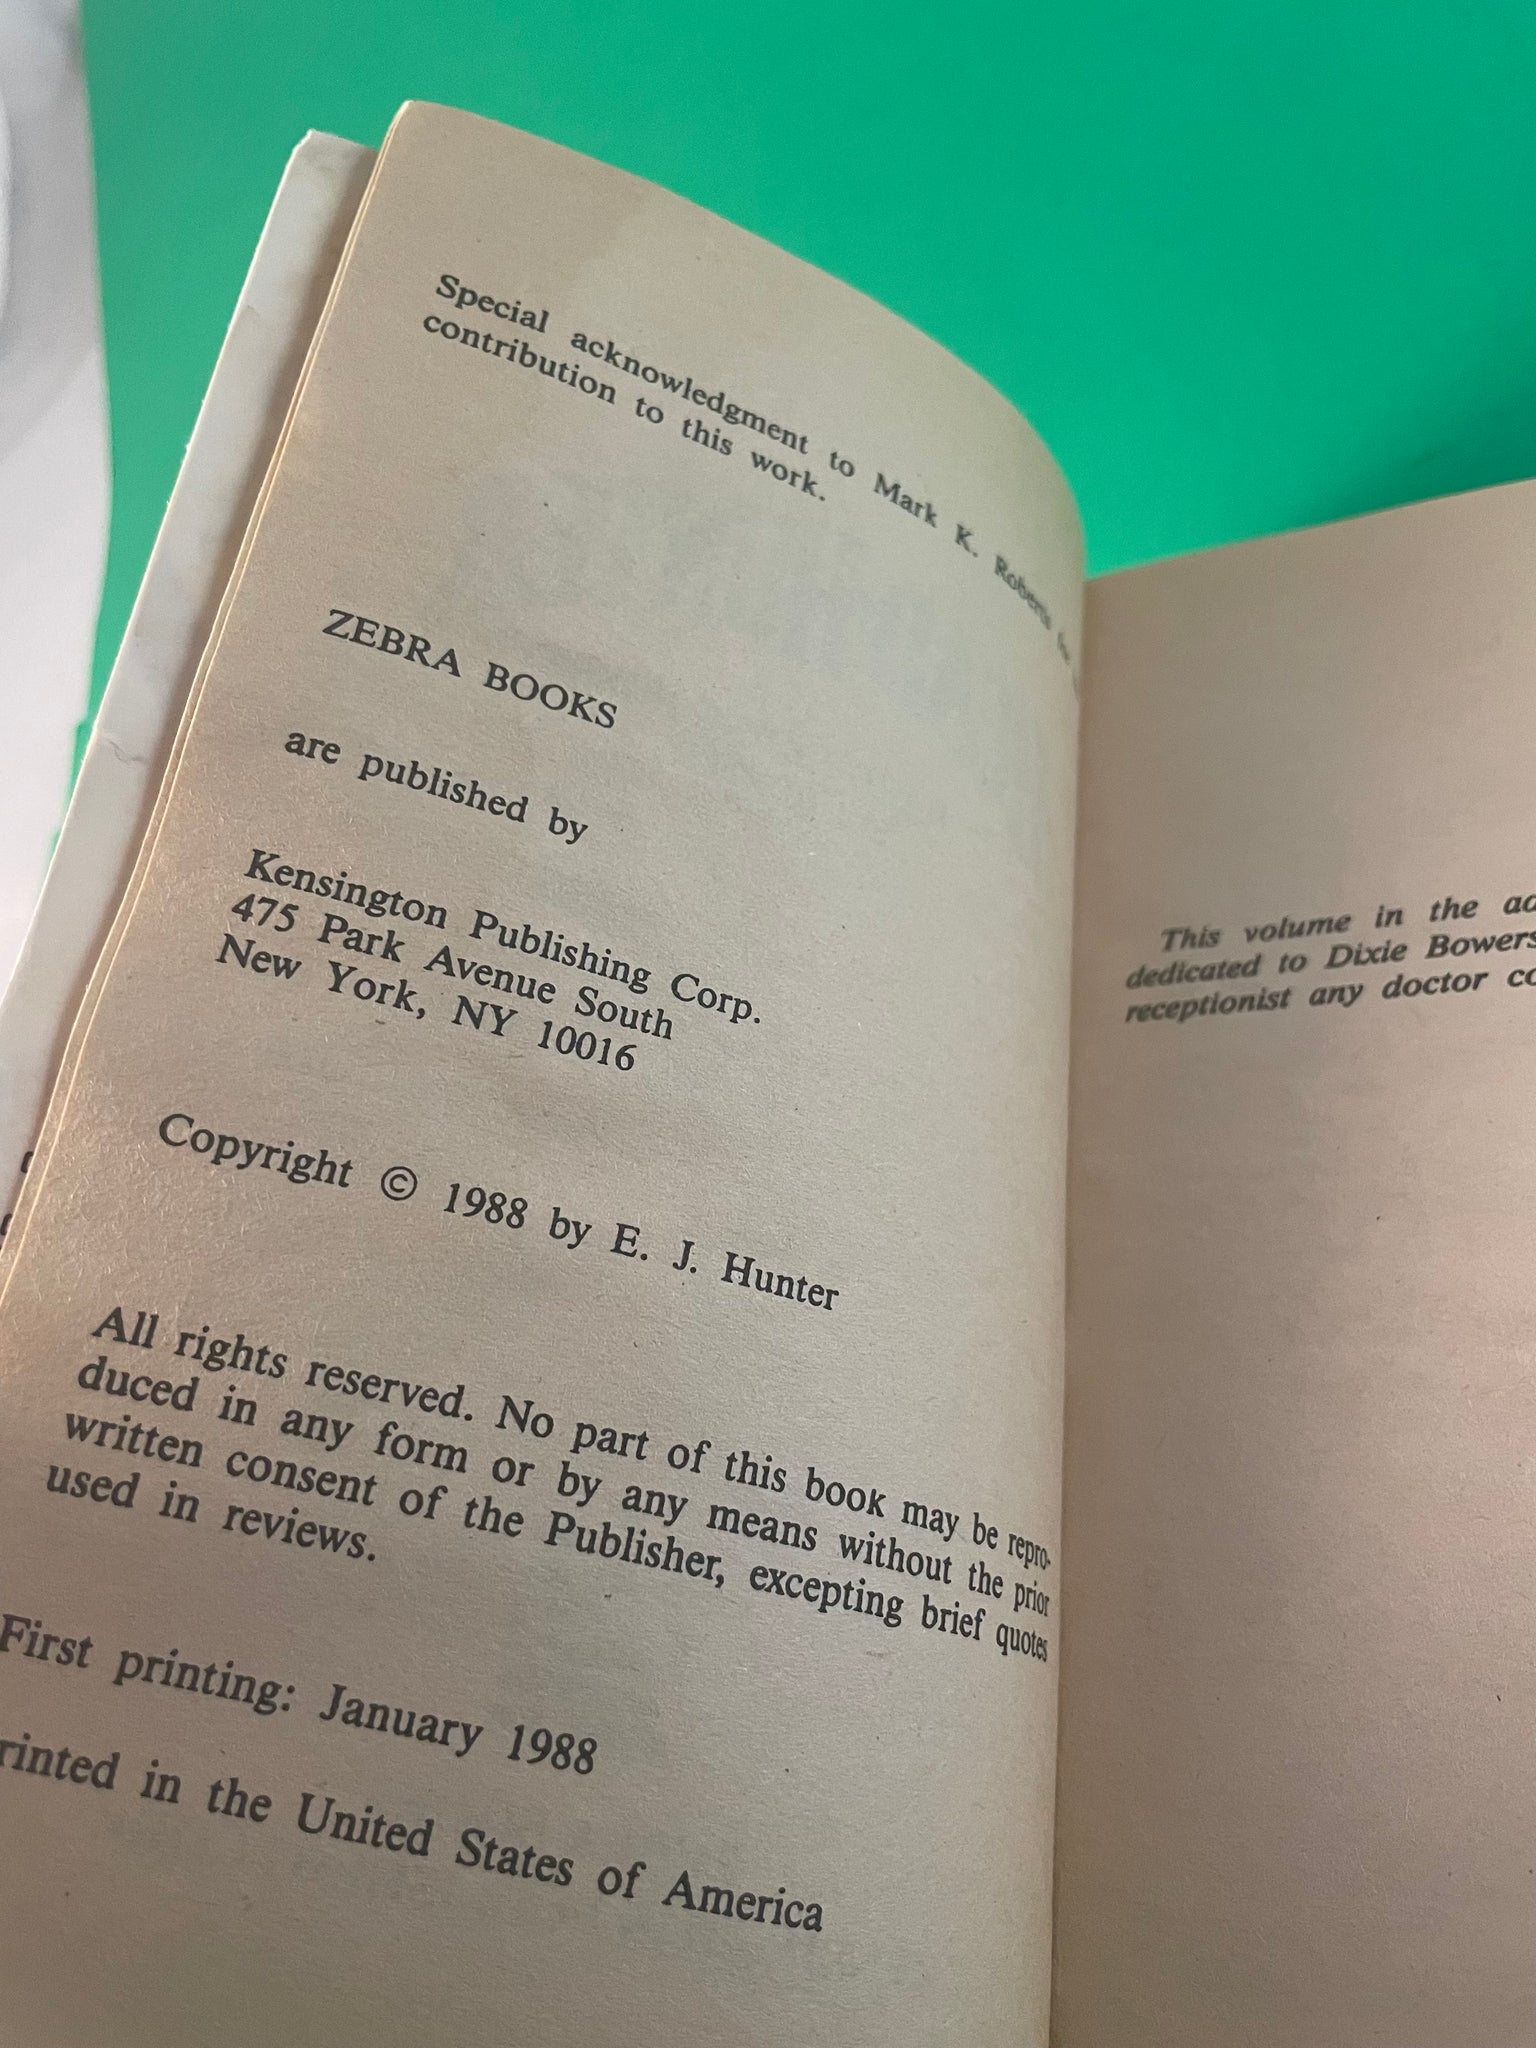 Special acknowledgment to Mark K. Roberts
contribution to this work.
ZEBRA BOOKS
are published by
Kensington Publishing Corp.
475 Park Avenue South
New York, NY 10016
Copyright © 1988 by E. J. Hunter
All rights reserved. No part of this book may be repro-
duced in any form or by any means without the prior
written consent of the Publisher, excepting brief quotes
used in reviews.
First printing: January 1988
rinted in the United States of America
This volume in the ad
dedicated to Dixie Bowers
receptionist any doctor co